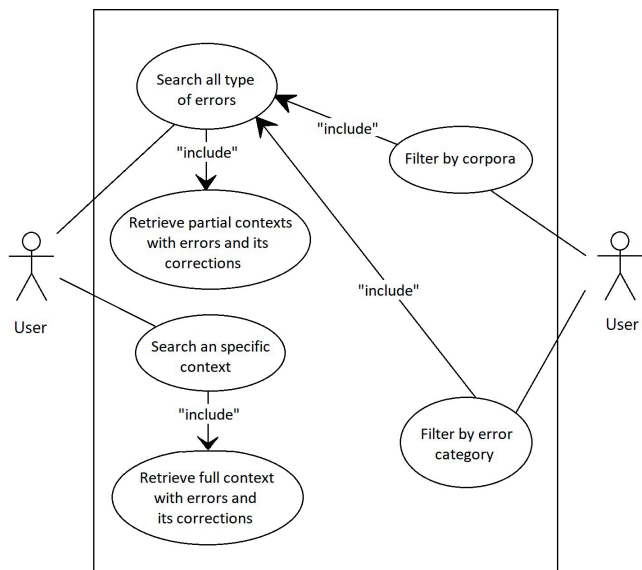 Search all type
of errors
"include"
"include"
Filter by corpora
Retrieve partial contexts
with errors and its
corrections
User
User
"include"
Search an specific
context
"include"
Filter by error
category
Retrieve full context
with errors and
its corrections